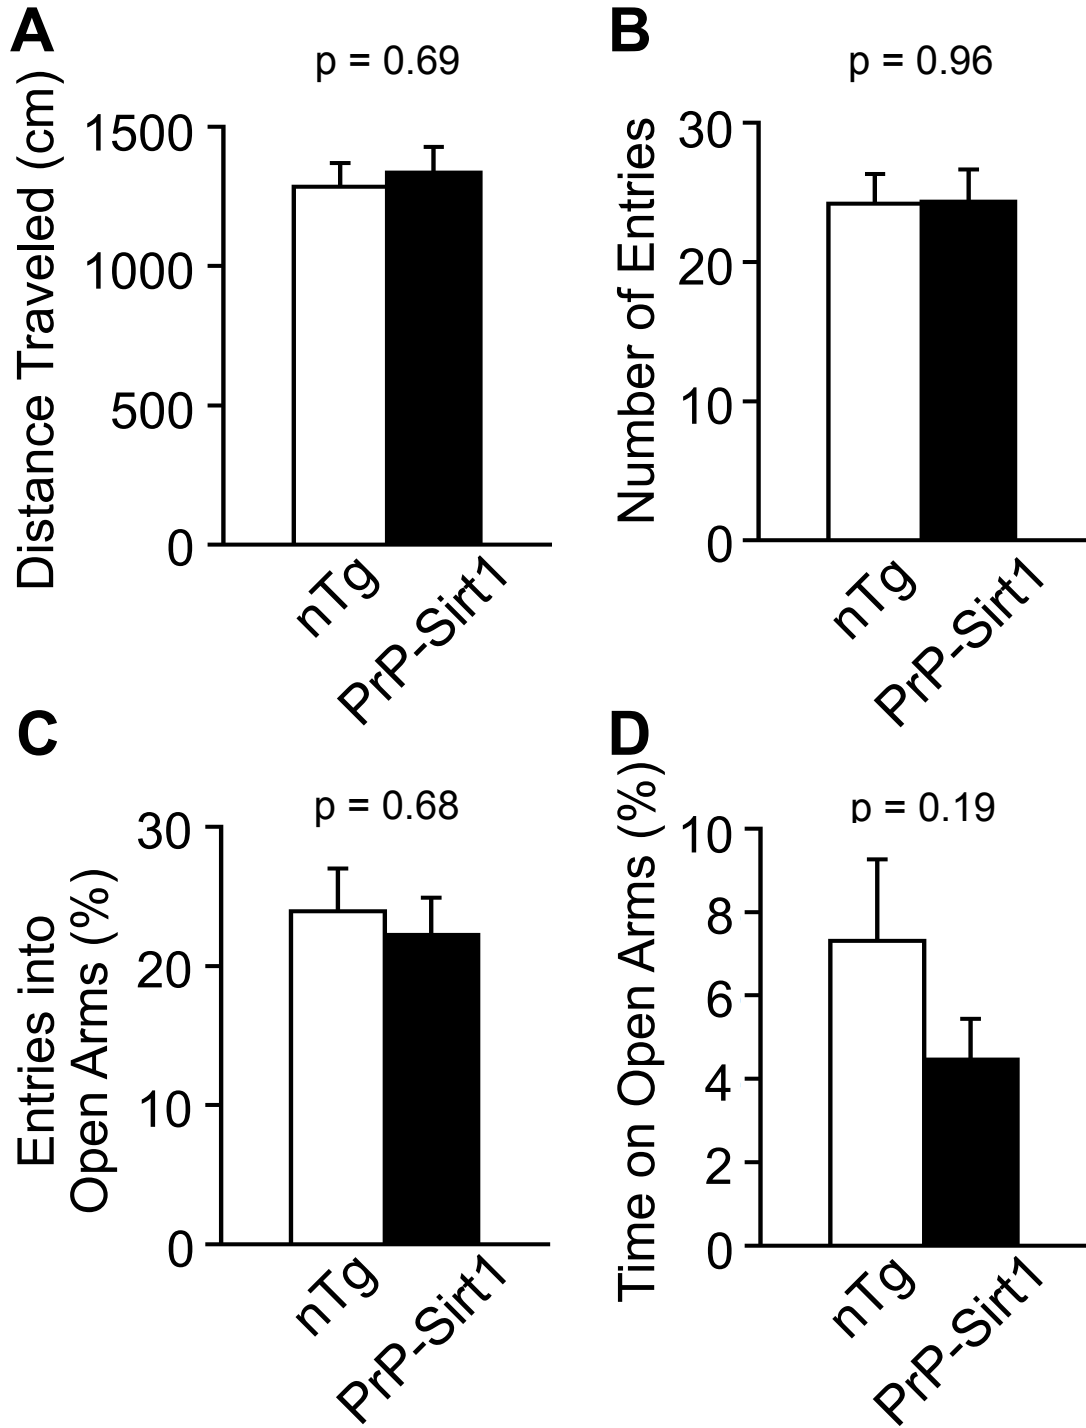 A
p = 0.69
Distance Traveled (cm)
1500
1000
500
0
nTg
PrP-Sirt1
B
p = 0.96
Number of Entries
30
20
10
0
nTg
PrP-Sirt1
C
p = 0.68
Entries into
Open Arms (%)
30
20
10
0
nTg
PrP-Sirt1
D
p = 0.19
Time on Open Arms (%)
10
8
6
4
2
0
nTg
PrP-Sirt1